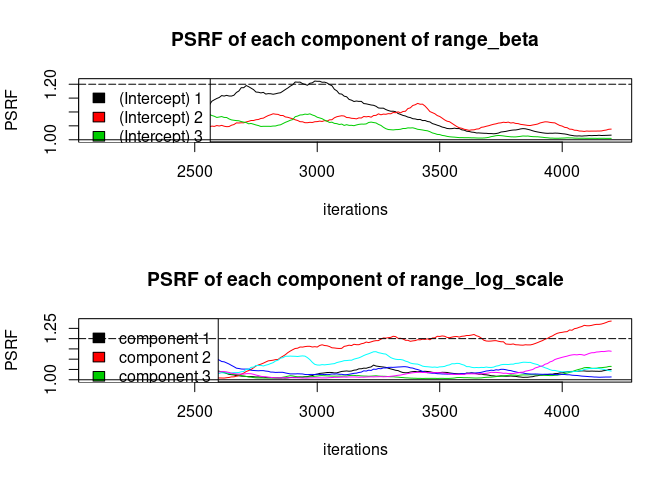 PSRF of each component of range_beta
PSRF
1.00
1.20
(Intercept) 1
(Intercept) 2
(Intercept) 3
2500
3000
3500
4000
iterations
PSRF of each component of range_log_scale
PSRF
1.00
1.25
component 1
component 2
component 3
2500
3000
3500
4000
iterations